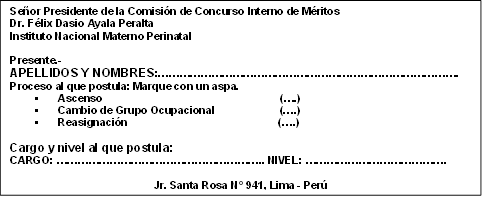 Señor Presidente de la Comisión de Concurso Interno de Méritos
Dr. Félix Dasio Ayala Peralta
Instituto Nacional Materno Perinatal
Presente.-
APELLIDOS Y NOMBRES:..............................................................................
Proceso al que postula: Marque con un aspa.
▪ Ascenso (....)
▪ Cambio de Grupo Ocupacional (....)
▪ Reasignación (....)
Cargo y nivel al que postula:
CARGO: ...................................................... NIVEL: .....................................
Jr. Santa Rosa N° 941, Lima - Perú